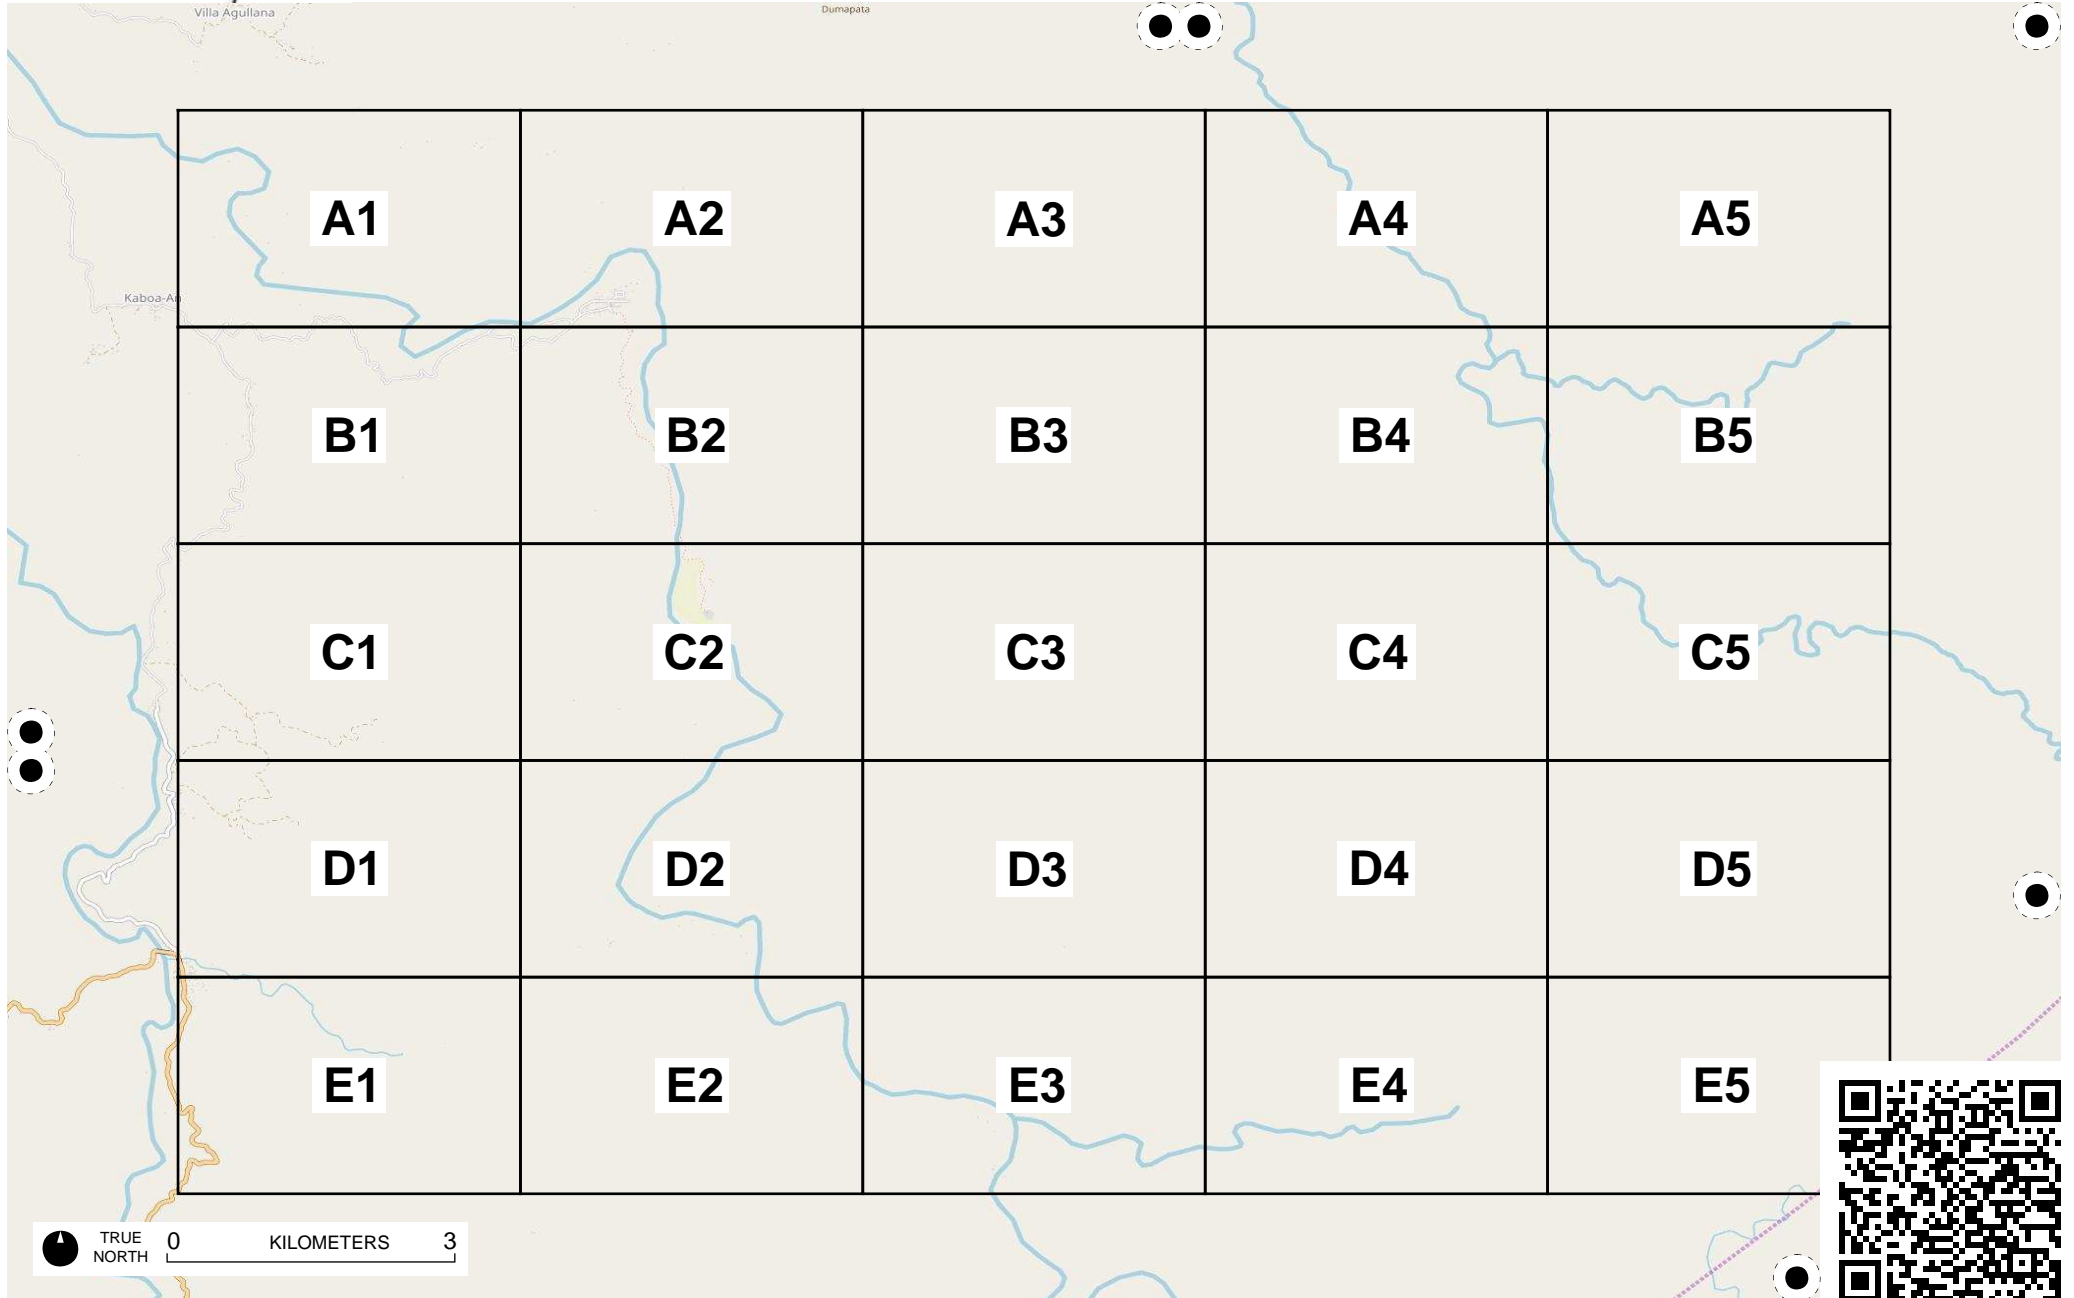 Villa Agullana
Dumapata
A1 A2 A3 A4 A5
Kaboa-An
B1 B2 B3 B4 B5
C1 C2 C3 C4 C5
D1 D2 D3 D4 D5
E1 E2 E3 E4 E5
TRUE NORTH
0 KILOMETERS 3